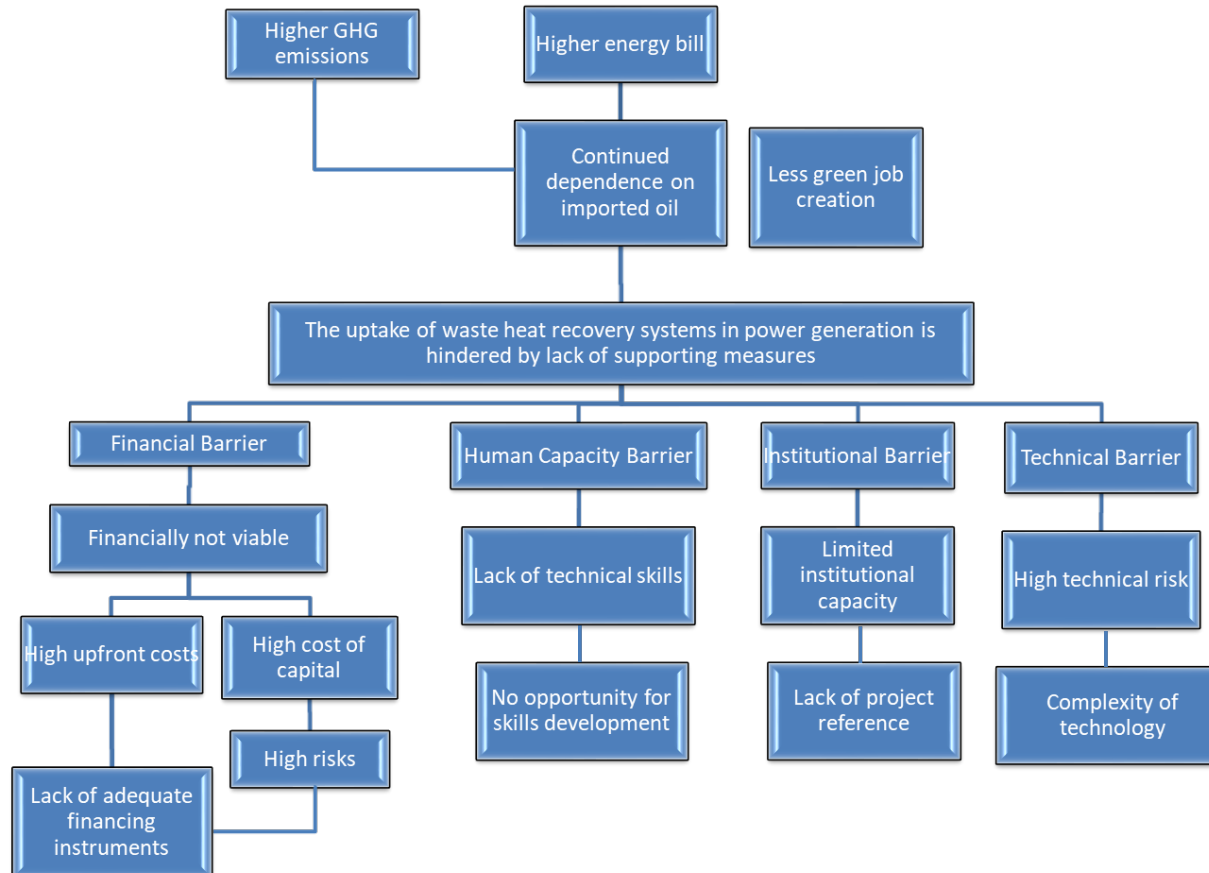 Higher GHG
emissions
Higher energy bill
Continued
dependence on
imported oil
Less green job
creation
The uptake of waste heat recovery systems in power generation is
hindered by lack of supporting measures
Financial Barrier
Human Capacity Barrier
Institutional Barrier
Technical Barrier
Financially not viable
Lack of technical skills
Limited
institutional
capacity
High technical risk
High upfront costs
High cost of
capital
No opportunity for
skills development
Lack of project
reference
Complexity of
technology
High risks
Lack of adequate
financing
instruments